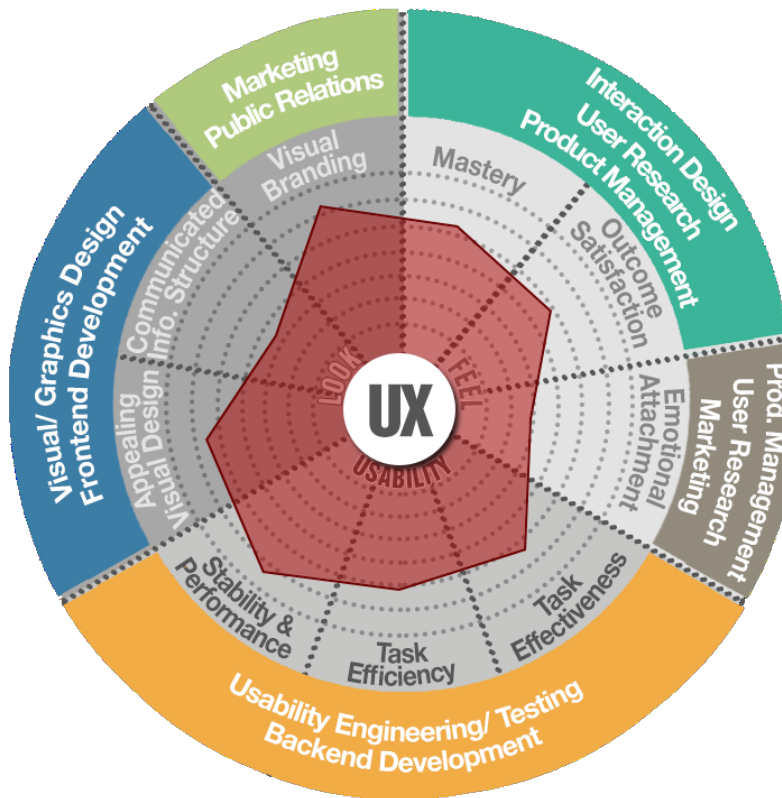 Marketing
Public Relations
Interaction Design
User Research
Product Management
Prod. Management
User Research
Marketing
Usability Engineering/ Testing
Backend Development
Visual/ Graphics Design
Frontend Development
Visual
Branding
Mastery
Outcome
Satisfaction
Emotional
Attachment
Task
Effectiveness
Task
Efficiency
Stability &
Performance
Appealing
Visual Design
Communicated
Info. Structure
LOOK
FEEL
USABILITY
UX